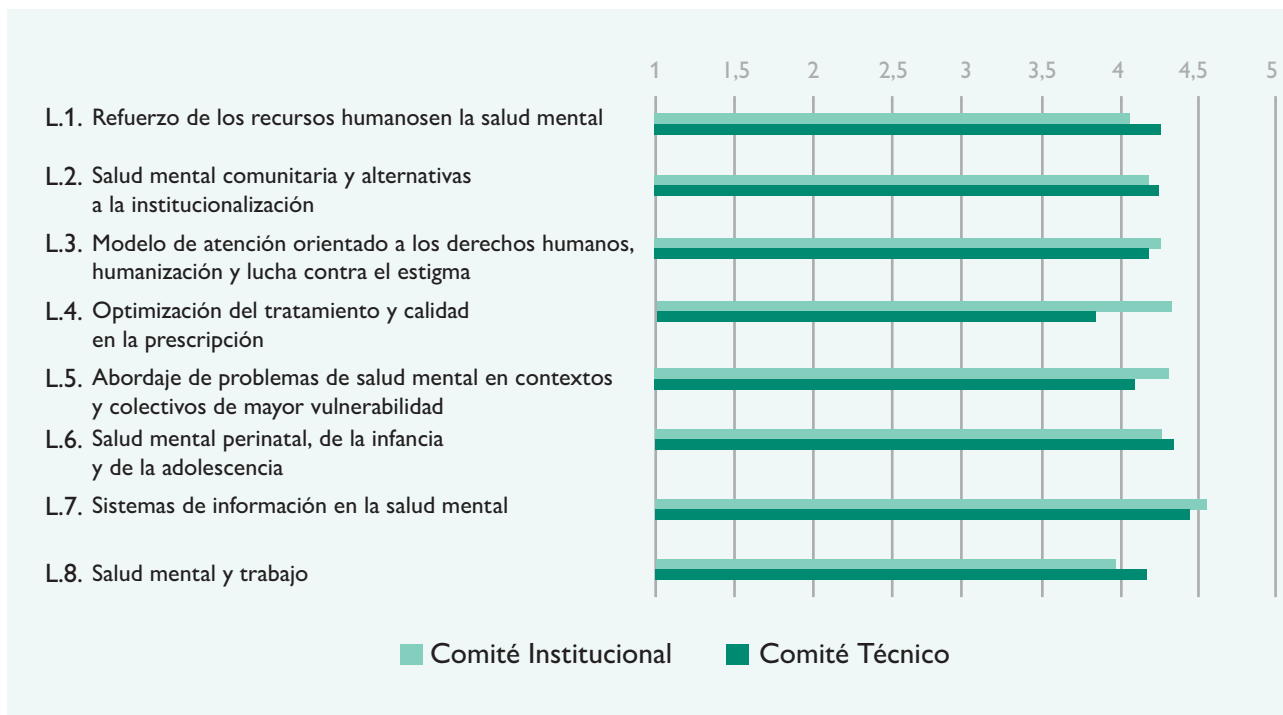 1 1,5 2 2,5 3 3,5 4 4,5 5
L.1. Refuerzo de los recursos humanosen la salud mental
L.2. Salud mental comunitaria y alternativas
a la institucionalización
L.3. Modelo de atención orientado a los derechos humanos,
humanización y lucha contra el estigma
L.4. Optimización del tratamiento y calidad
en la prescripción
L.5. Abordaje de problemas de salud mental en contextos
y colectivos de mayor vulnerabilidad
L.6. Salud mental perinatal, de la infancia
y de la adolescencia
L.7. Sistemas de información en la salud mental
L.8. Salud mental y trabajo
Comité Institucional Comité Técnico